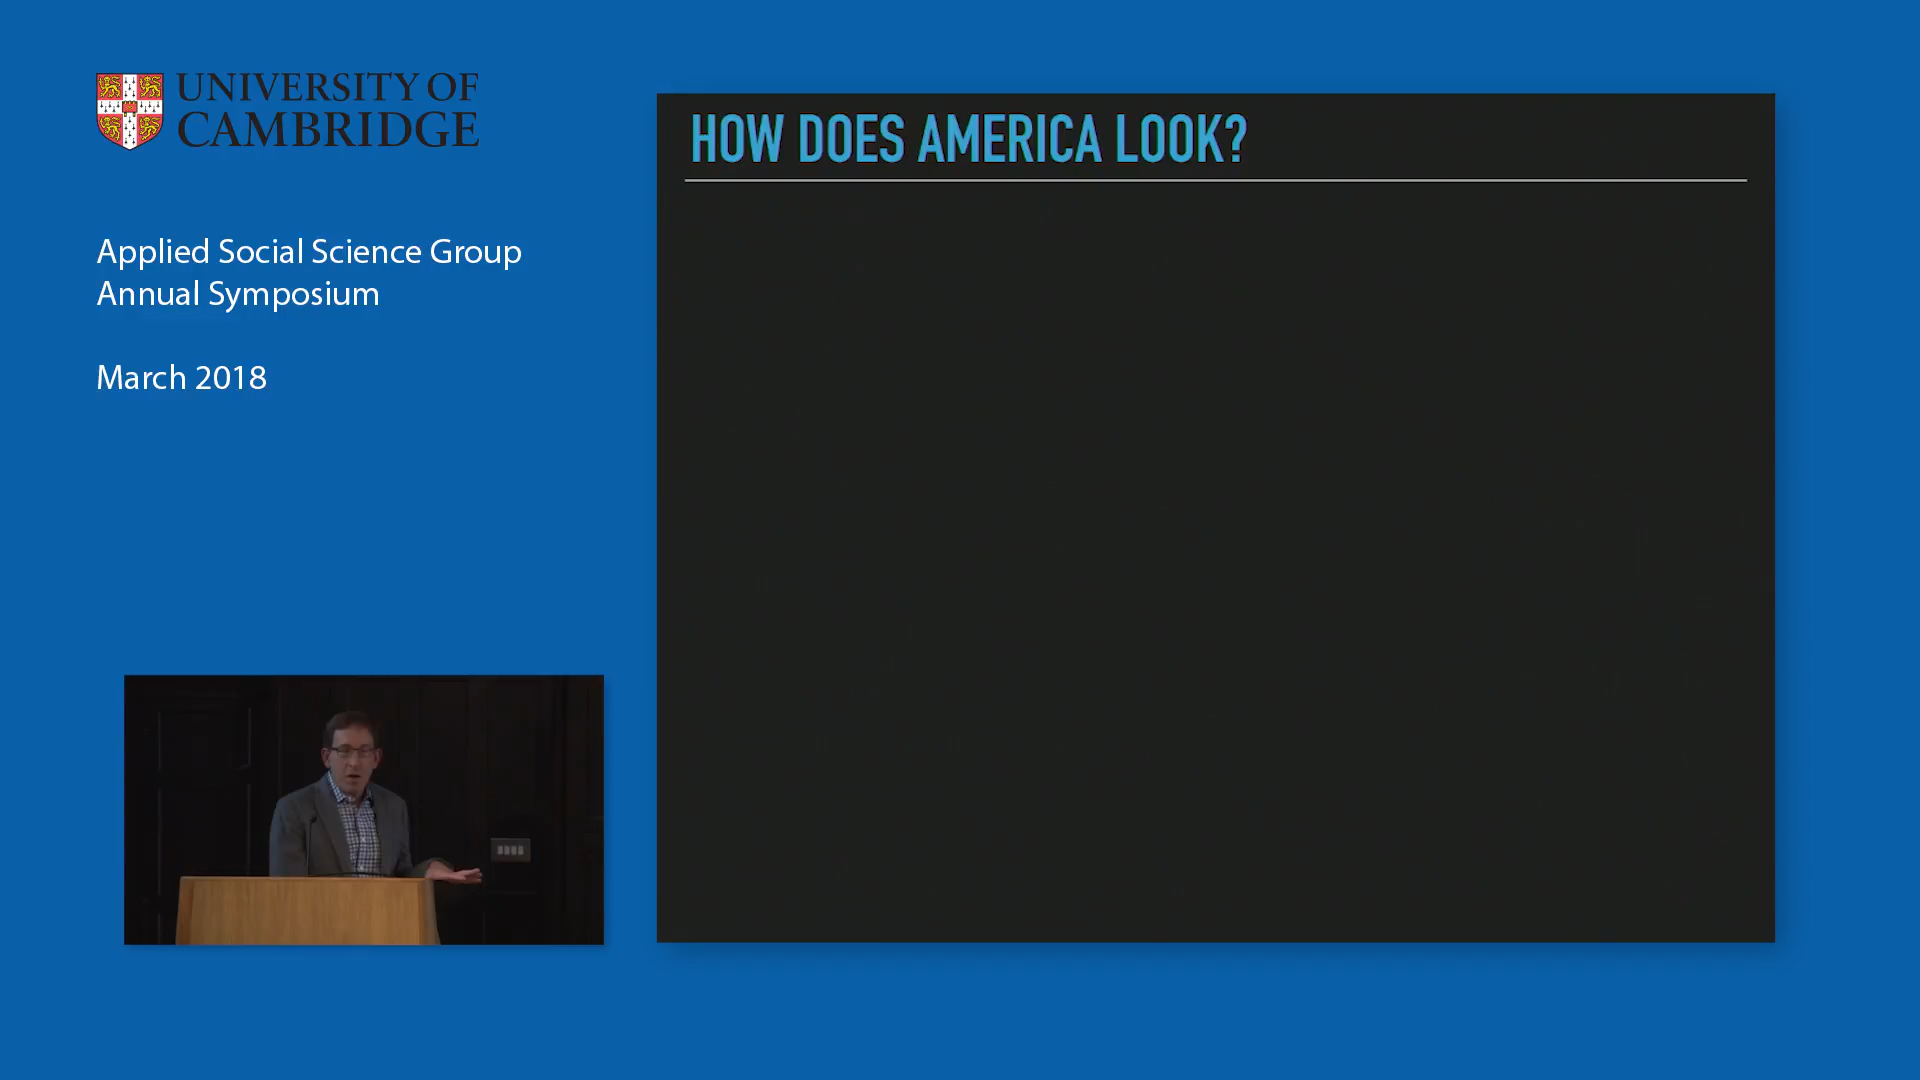 UNIVERSITY OF
CAMBRIDGE
Applied Social Science Group
Annual Symposium
March 2018
HOW DOES AMERICA LOOK?